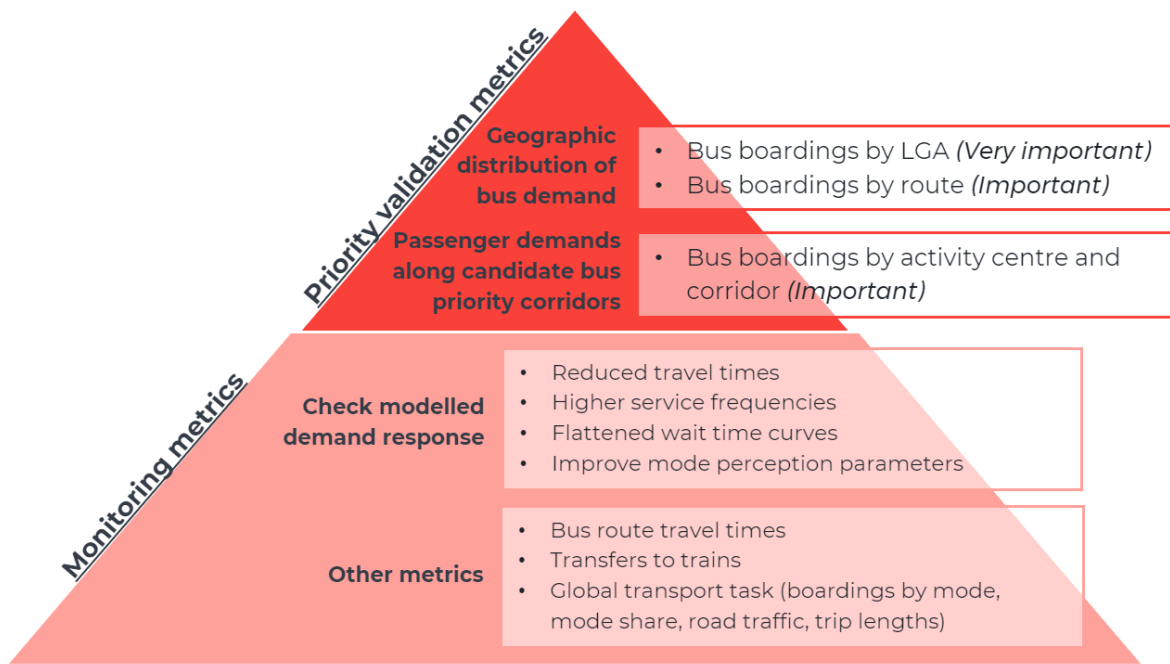 Priority validation metrics
Geographic
distribution of
bus demand
• Bus boardings by LGA (Very important)
• Bus boardings by route (Important)
Passenger demands
along candidate bus
priority corridors
• Bus boardings by activity centre and
corridor (Important)
Monitoring metrics
Check modelled
demand response
• Reduced travel times
• Higher service frequencies
• Flattened wait time curves
• Improve mode perception parameters
Other metrics
• Bus route travel times
• Transfers to trains
• Global transport task (boardings by mode,
mode share, road traffic, trip lengths)